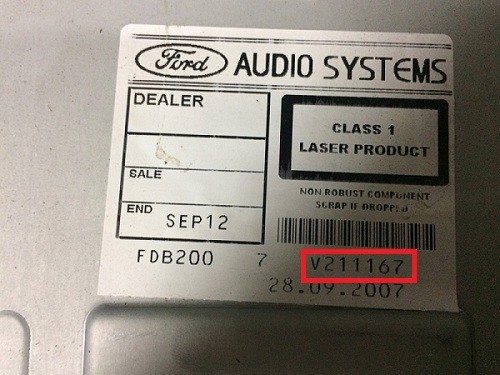 Ford AUDIO SYSTEMS
DEALER
SALE
END SEP12
CLASS 1
LASER PRODUCT
NON ROBUST COMPONENT
SCRAP IF DROPPED
FDB200 7 V211167
28.09.2007